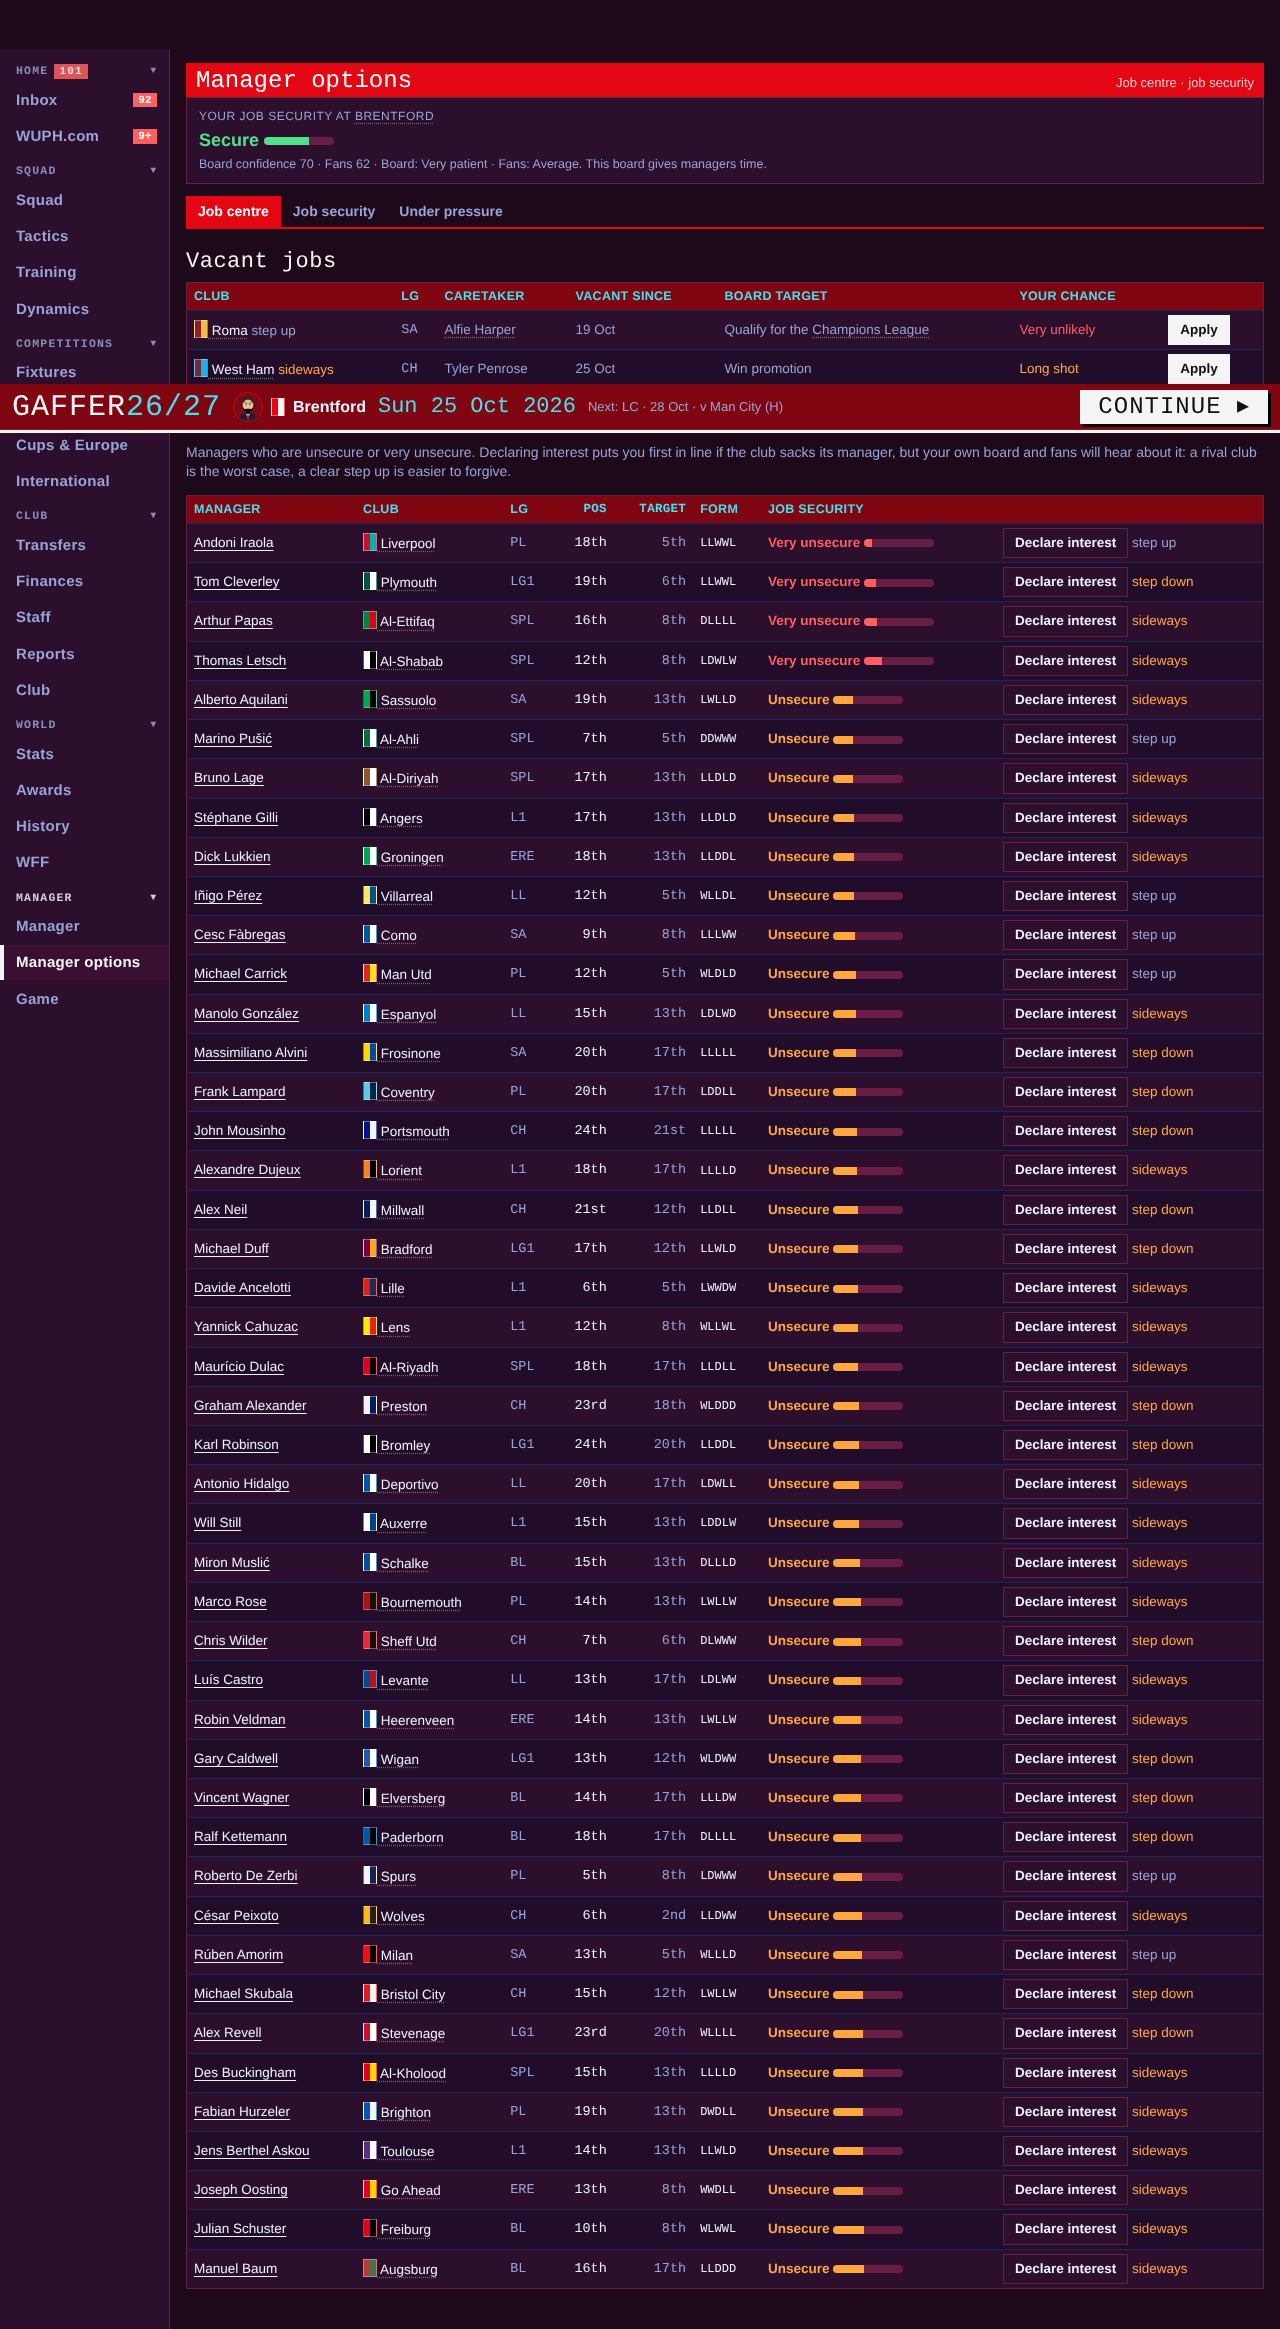 HOME 101 ▼
Inbox 92
WUPH.com 9+
SQUAD ▼
Squad
Tactics
Training
Dynamics
COMPETITIONS ▼
Fixtures
Manager options
Job centre · job security
YOUR JOB SECURITY AT BRENTFORD
Secure
Board confidence 70 · Fans 62 · Board: Very patient · Fans: Average. This board gives managers time.
Job centre Job security Under pressure
Vacant jobs
CLUB LG CARETAKER VACANT SINCE BOARD TARGET YOUR CHANCE
Roma step up SA Alfie Harper 19 Oct Qualify for the Champions League Very unlikely Apply
West Ham sideways CH Tyler Penrose 25 Oct Win promotion Long shot Apply
GAFFER26/27 Brentford Sun 25 Oct 2026 Next: LC · 28 Oct · v Man City (H) CONTINUE ►
Cups & Europe
International
CLUB ▼
Transfers
Finances
Staff
Reports
Club
WORLD ▼
Stats
Awards
History
WFF
MANAGER ▼
Manager
Manager options
Game
Managers who are unsecure or very unsecure. Declaring interest puts you first in line if the club sacks its manager, but your own board and fans will hear about it: a rival club
is the worst case, a clear step up is easier to forgive.
MANAGER CLUB LG POS TARGET FORM JOB SECURITY
Andoni Iraola Liverpool PL 18th 5th LLWWL Very unsecure Declare interest step up
Tom Cleverley Plymouth LG1 19th 6th LLWWL Very unsecure Declare interest step down
Arthur Papas Al-Ettifaq SPL 16th 8th DLLLL Very unsecure Declare interest sideways
Thomas Letsch Al-Shabab SPL 12th 8th LDWLW Very unsecure Declare interest sideways
Alberto Aquilani Sassuolo SA 19th 13th LWLLD Unsecure Declare interest sideways
Marino Pušić Al-Ahli SPL 7th 5th DDWWW Unsecure Declare interest step up
Bruno Lage Al-Diriyah SPL 17th 13th LLDLD Unsecure Declare interest sideways
Stéphane Gilli Angers L1 17th 13th LLDLD Unsecure Declare interest sideways
Dick Lukkien Groningen ERE 18th 13th LLDDL Unsecure Declare interest sideways
Iñigo Pérez Villarreal LL 12th 5th WLLDL Unsecure Declare interest step up
Cesc Fàbregas Como SA 9th 8th LLLWW Unsecure Declare interest step up
Michael Carrick Man Utd PL 12th 5th WLDLD Unsecure Declare interest step up
Manolo González Espanyol LL 15th 13th LDLWD Unsecure Declare interest sideways
Massimiliano Alvini Frosinone SA 20th 17th LLLLL Unsecure Declare interest step down
Frank Lampard Coventry PL 20th 17th LDDLL Unsecure Declare interest step down
John Mousinho Portsmouth CH 24th 21st LLLLL Unsecure Declare interest step down
Alexandre Dujeux Lorient L1 18th 17th LLLLD Unsecure Declare interest sideways
Alex Neil Millwall CH 21st 12th LLDLL Unsecure Declare interest step down
Michael Duff Bradford LG1 17th 12th LLWLD Unsecure Declare interest step down
Davide Ancelotti Lille L1 6th 5th LWWDW Unsecure Declare interest sideways
Yannick Cahuzac Lens L1 12th 8th WLLWL Unsecure Declare interest sideways
Maurício Dulac Al-Riyadh SPL 18th 17th LLDLL Unsecure Declare interest sideways
Graham Alexander Preston CH 23rd 18th WLDDD Unsecure Declare interest step down
Karl Robinson Bromley LG1 24th 20th LLDDL Unsecure Declare interest step down
Antonio Hidalgo Deportivo LL 20th 17th LDWLL Unsecure Declare interest sideways
Will Still Auxerre L1 15th 13th LDDLW Unsecure Declare interest sideways
Miron Muslić Schalke BL 15th 13th DLLLD Unsecure Declare interest sideways
Marco Rose Bournemouth PL 14th 13th LWLLW Unsecure Declare interest sideways
Chris Wilder Sheff Utd CH 7th 6th DLWWW Unsecure Declare interest step down
Luís Castro Levante LL 13th 17th LDLWW Unsecure Declare interest sideways
Robin Veldman Heerenveen ERE 14th 13th LWLLW Unsecure Declare interest sideways
Gary Caldwell Wigan LG1 13th 12th WLDWW Unsecure Declare interest step down
Vincent Wagner Elversberg BL 14th 17th LLLDW Unsecure Declare interest step down
Ralf Kettemann Paderborn BL 18th 17th DLLLL Unsecure Declare interest step down
Roberto De Zerbi Spurs PL 5th 8th LDWWW Unsecure Declare interest step up
César Peixoto Wolves CH 6th 2nd LLDWW Unsecure Declare interest sideways
Rúben Amorim Milan SA 13th 5th WLLLD Unsecure Declare interest step up
Michael Skubala Bristol City CH 15th 12th LWLLW Unsecure Declare interest step down
Alex Revell Stevenage LG1 23rd 20th WLLLL Unsecure Declare interest step down
Des Buckingham Al-Kholood SPL 15th 13th LLLLD Unsecure Declare interest sideways
Fabian Hurzeler Brighton PL 19th 13th DWDLL Unsecure Declare interest sideways
Jens Berthel Askou Toulouse L1 14th 13th LLWLD Unsecure Declare interest sideways
Joseph Oosting Go Ahead ERE 13th 8th WWDLL Unsecure Declare interest sideways
Julian Schuster Freiburg BL 10th 8th WLWWL Unsecure Declare interest sideways
Manuel Baum Augsburg BL 16th 17th LLDDD Unsecure Declare interest sideways